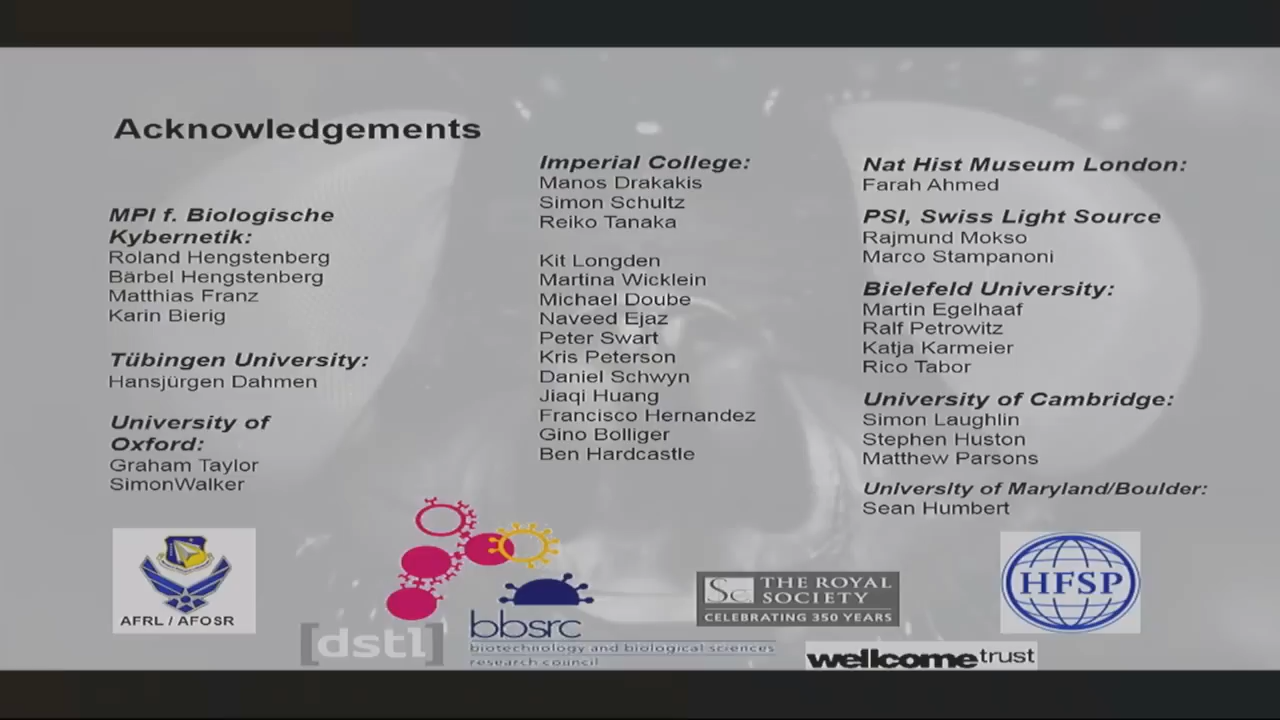 Acknowledgements
MPI f. Biologische
Kybernetik:
Roland Hengstenberg
Bärbel Hengstenberg
Matthias Franz
Karin Bierig
Tübingen University:
Hansjürgen Dahmen
University of
Oxford:
Graham Taylor
SimonWalker
Imperial College:
Manos Drakakis
Simon Schultz
Reiko Tanaka
Kit Longden
Martina Wicklein
Michael Doube
Naveed Ejaz
Peter Swart
Kris Peterson
Daniel Schwyn
Jiaqi Huang
Francisco Hernandez
Gino Bolliger
Ben Hardcastle
Nat Hist Museum London:
Farah Ahmed
PSI, Swiss Light Source
Rajmund Mokso
Marco Stampanoni
Bielefeld University:
Martin Egelhaaf
Ralf Petrowitz
Katja Karmeier
Rico Tabor
University of Cambridge:
Simon Laughlin
Stephen Huston
Matthew Parsons
University of Maryland/Boulder:
Sean Humbert
AFRL / AFOSR
[dstl]
bbsrc
biotechnology and biological sciences
research council
Sc THE ROYAL
SOCIETY
CELEBRATING 350 YEARS
wellcometrust
HFSP